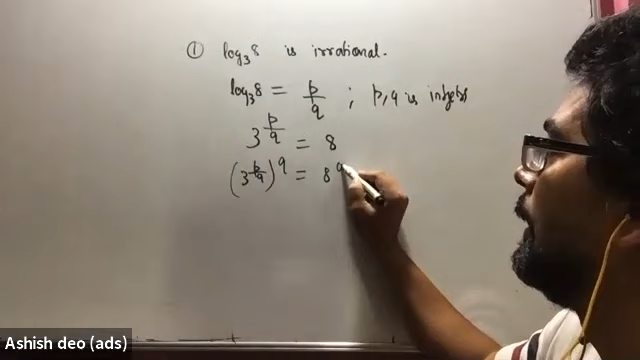 ① log₃8 is irrational.
log₃8 = p/q ; p, q is integers
3^(p/q) = 8
(3^(p/q))^q = 8^q
Ashish deo (ads)